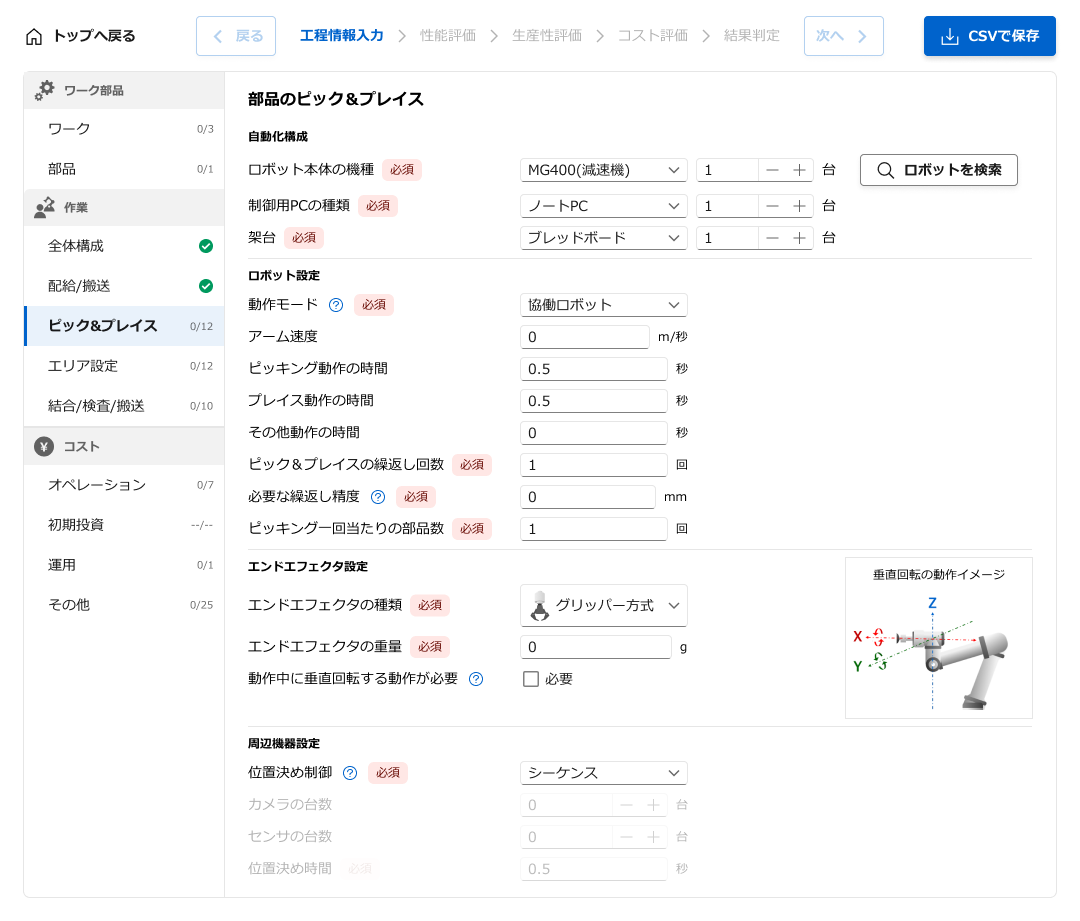 トップへ戻る
戻る
工程情報入力
性能評価
生産性評価
コスト評価
結果判定
次へ
CSVで保存
ワーク部品
ワーク 0/3
部品 0/1
作業
全体構成
配給/搬送
ピック&プレイス 0/12
エリア設定 0/12
結合/検査/搬送 0/10
¥ コスト
オペレーション 0/7
初期投資 --/--
運用 0/1
その他 0/25
部品のピック＆プレイス
自動化構成
ロボット本体の機種 必須 MG400(減速機) 1 台 ロボットを検索
制御用PCの種類 必須 ノートPC 1 台
架台 必須 ブレッドボード 1 台
ロボット設定
動作モード ? 必須 協働ロボット
アーム速度 0 m/秒
ピッキング動作の時間 0.5 秒
プレイス動作の時間 0.5 秒
その他動作の時間 0 秒
ピック＆プレイスの繰返し回数 必須 1 回
必要な繰返し精度 ? 必須 0 mm
ピッキング一回当たりの部品数 必須 1 回
エンドエフェクタ設定
エンドエフェクタの種類 必須 グリッパー方式
エンドエフェクタの重量 必須 0 g
動作中に垂直回転する動作が必要 ? 必要
垂直回転の動作イメージ
Z
X
Y
周辺機器設定
位置決め制御 ? 必須 シーケンス
カメラの台数 0 台
センサの台数 0 台
位置決め時間 必須 0.5 秒